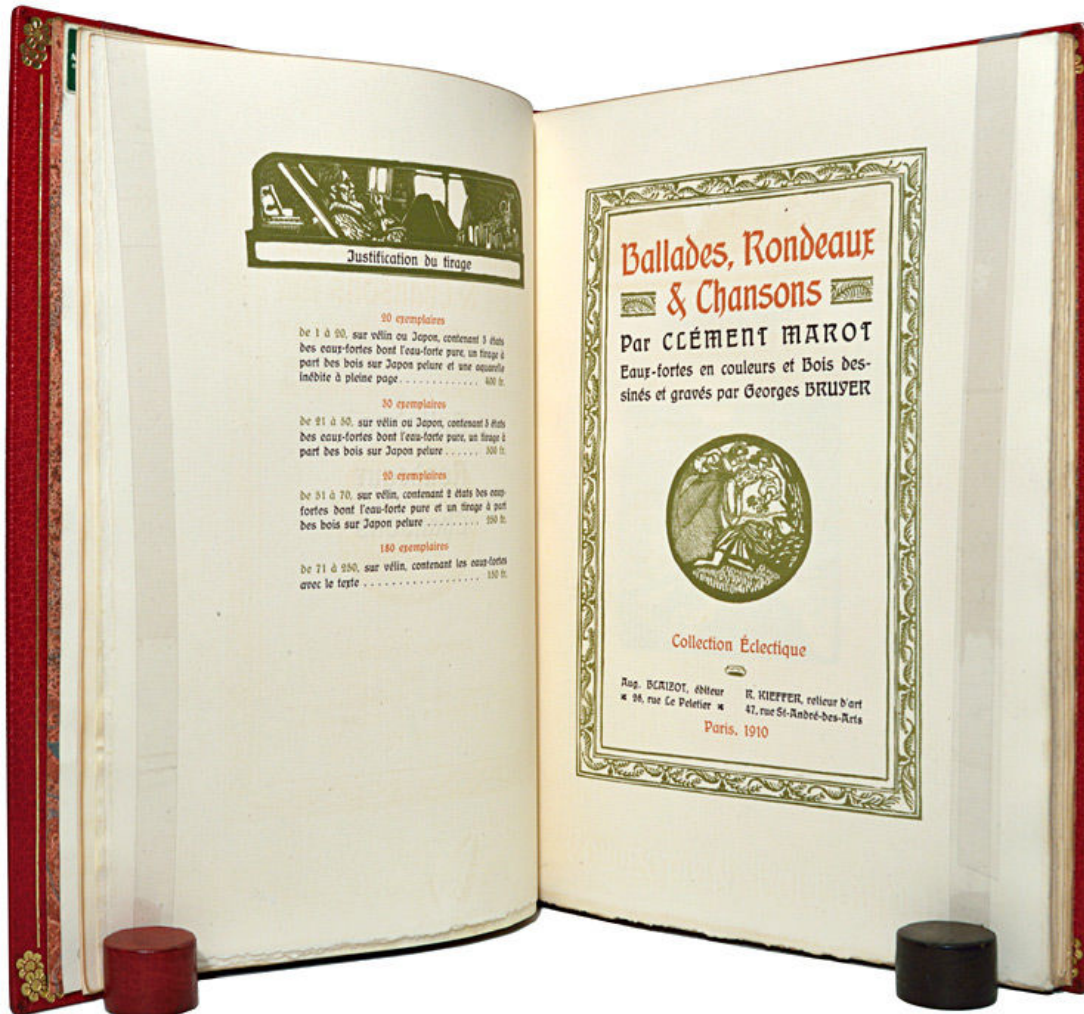 Justification du tirage
20 exemplaires
de 1 à 20, sur vélin ou Japon, contenant 5 états
des eaux-fortes dont l'eau-forte pure, un tirage à
part des bois sur Japon pelure et une aquarelle
inédite à pleine page . . . . . . . . . . . . . 400 fr.
30 exemplaires
de 21 à 50, sur vélin ou Japon, contenant 5 états
des eaux-fortes dont l'eau-forte pure, un tirage à
part des bois sur Japon pelure . . . . . . 300 fr.
20 exemplaires
de 51 à 70, sur vélin, contenant 2 états des eaux-
fortes dont l'eau-forte pure et un tirage à part
des bois sur Japon pelure . . . . . . . . . 250 fr.
180 exemplaires
de 71 à 250, sur vélin, contenant les eaux-fortes
avec le texte . . . . . . . . . . . . . . . . . . 150 fr.
Ballades, Rondeaux
& Chansons
Par CLÉMENT MAROT
Eaux-fortes en couleurs et Bois des-
sinés et gravés par Georges BRUYER
Collection Éclectique
Aug. BLAIZOT, éditeur
26, rue Le Peletier
R. KIEFFER, relieur d'art
47, rue St-André-des-Arts
Paris, 1910